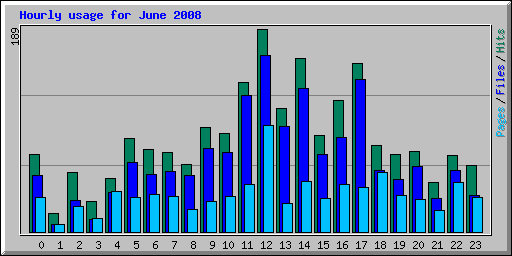 Hourly usage for June 2008
189
Pages / Files / Hits
0 1 2 3 4 5 6 7 8 9 10 11 12 13 14 15 16 17 18 19 20 21 22 23